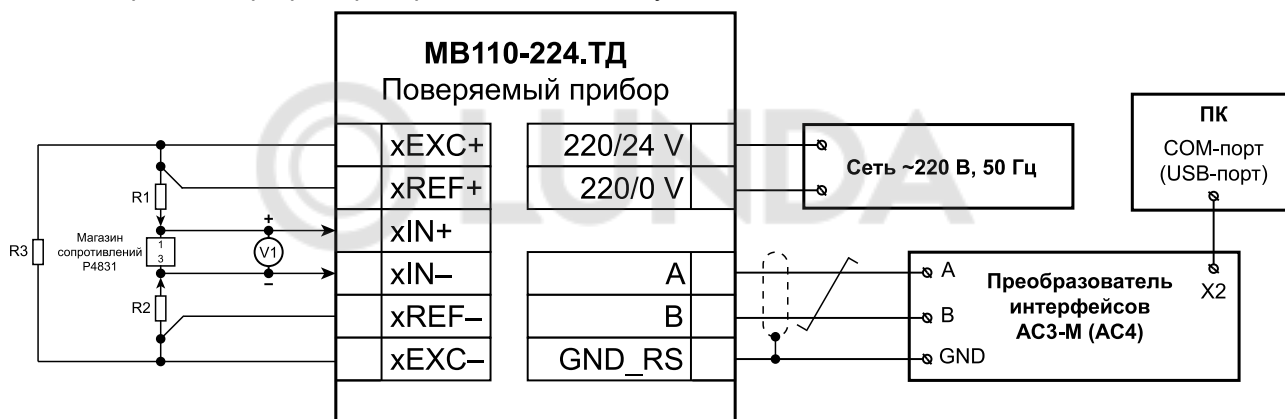 МВ110-224.ТД
Поверяемый прибор
xEXC+
xREF+
xIN+
xIN–
xREF–
xEXC–
220/24 V
220/0 V
A
B
GND_RS
R1
R2
R3
Магазин
сопротивлений
Р4831
1
3
+
V1
–
Сеть ~220 В, 50 Гц
ПК
COM-порт
(USB-порт)
X2
A
B
GND
Преобразователь
интерфейсов
АС3-М (АС4)
LUNDA